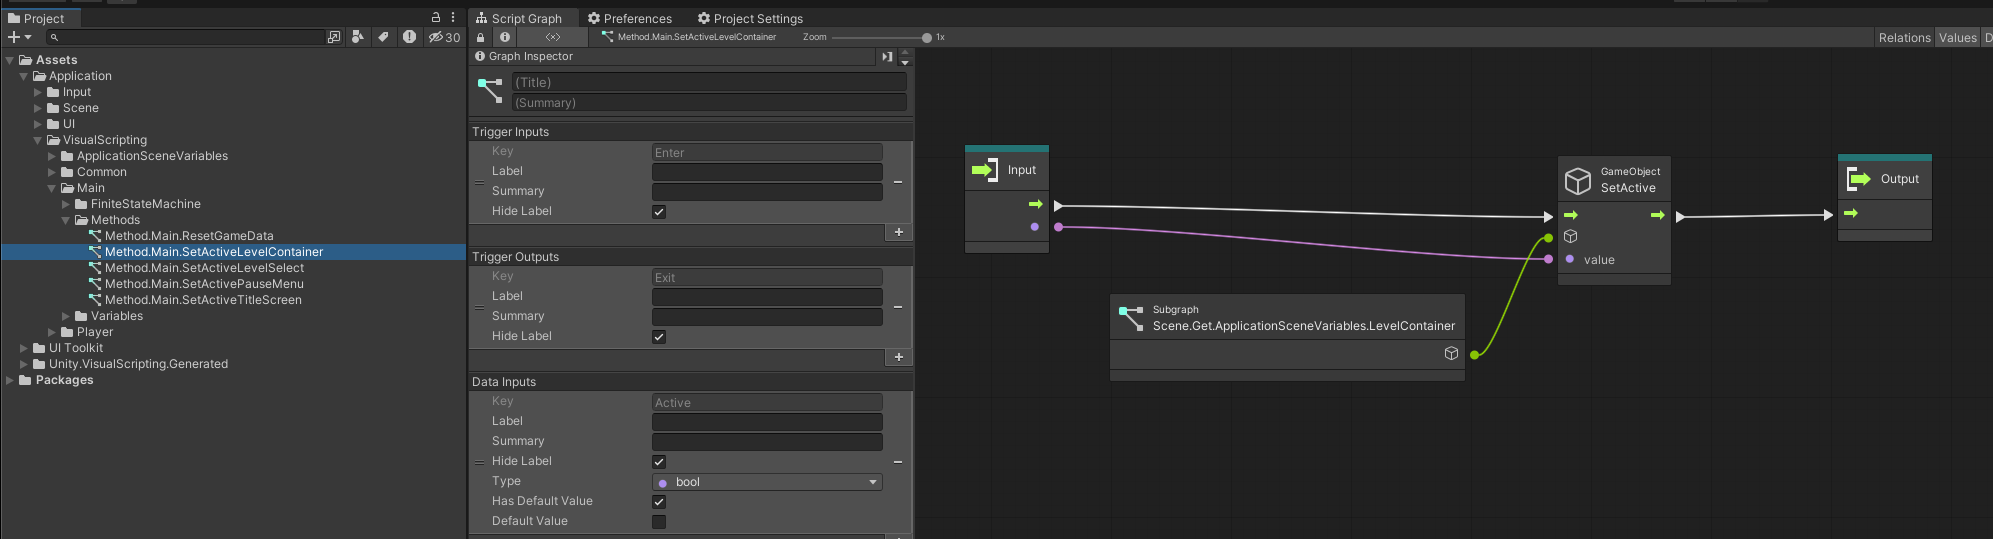 Project
30
Assets
Application
Input
Scene
UI
VisualScripting
ApplicationSceneVariables
Common
Main
FiniteStateMachine
Methods
Method.Main.ResetGameData
Method.Main.SetActiveLevelContainer
Method.Main.SetActiveLevelSelect
Method.Main.SetActivePauseMenu
Method.Main.SetActiveTitleScreen
Variables
Player
UI Toolkit
Unity.VisualScripting.Generated
Packages
Script Graph
Preferences
Project Settings
<x>
Method.Main.SetActiveLevelContainer
Zoom
1x
Relations
Values
D
Graph Inspector
(Title)
(Summary)
Trigger Inputs
Key
Enter
Label
Summary
Hide Label
Trigger Outputs
Key
Exit
Label
Summary
Hide Label
Data Inputs
Key
Active
Label
Summary
Hide Label
Type
bool
Has Default Value
Default Value
Input
Subgraph
Scene.Get.ApplicationSceneVariables.LevelContainer
GameObject
SetActive
value
Output